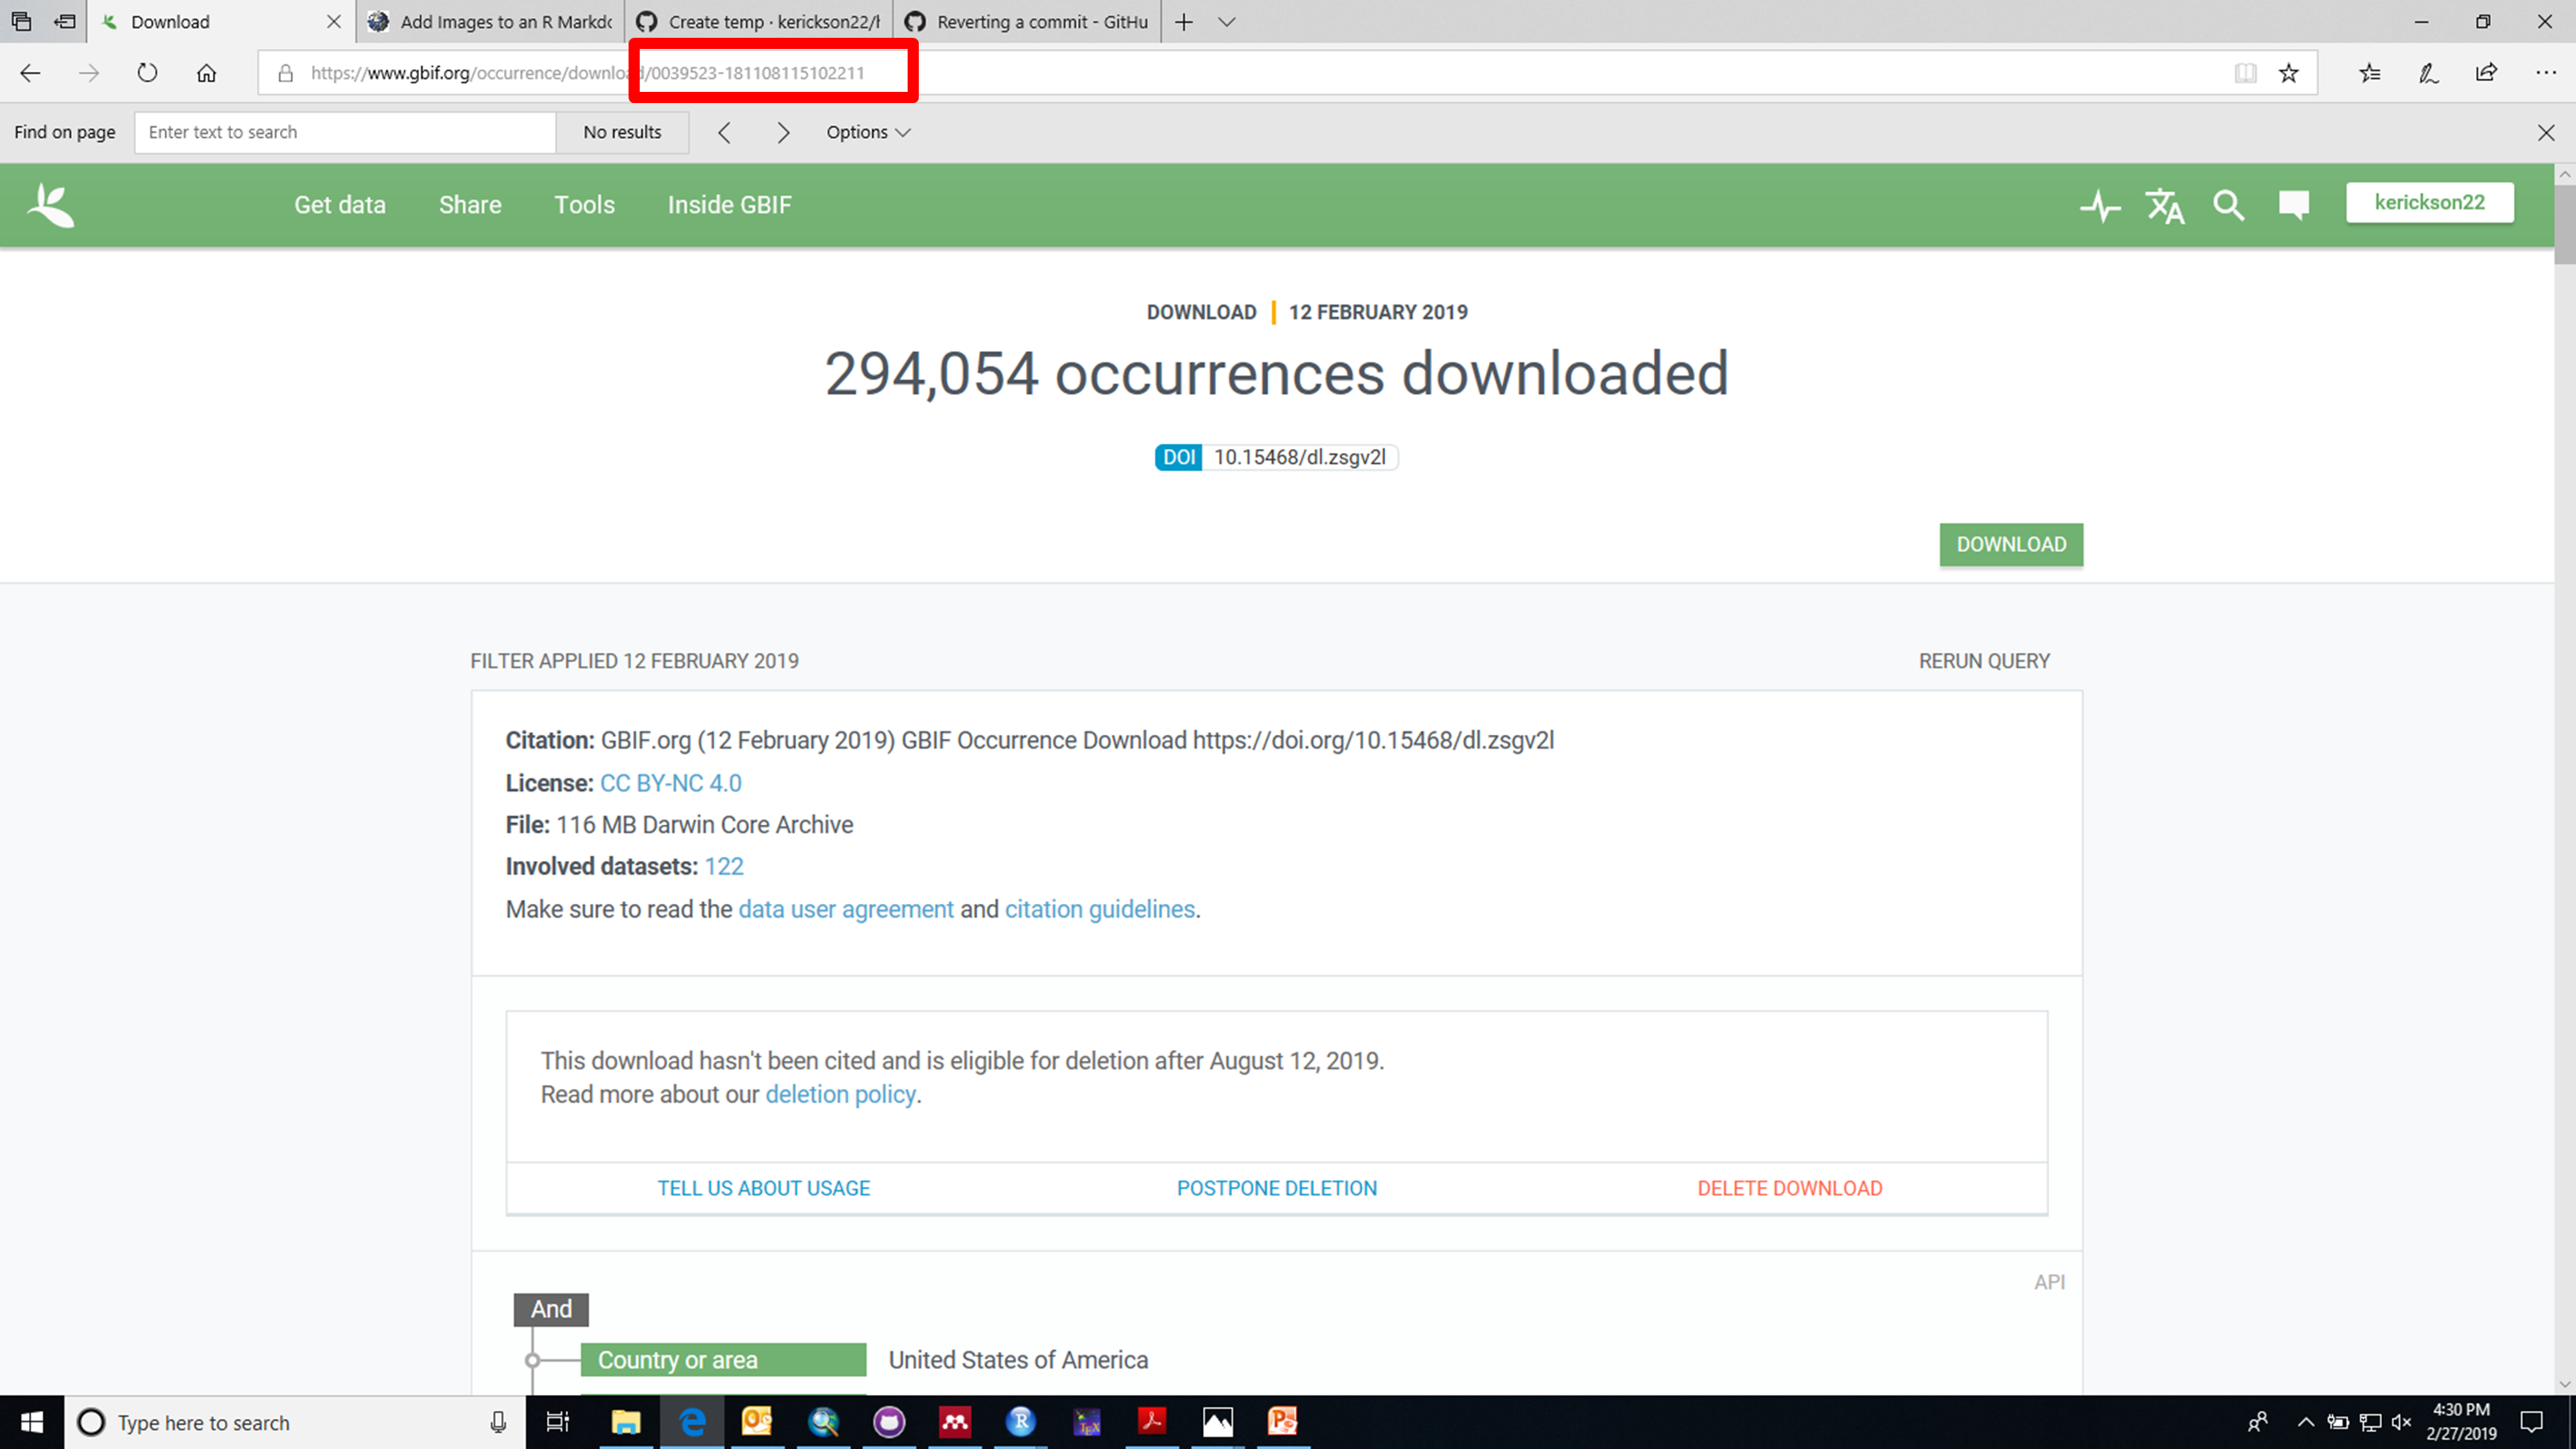 Download
Add Images to an R Markdo
Create temp · kerickson22/h
Reverting a commit - GitHu
https://www.gbif.org/occurrence/download/0039523-181108115102211
Find on page
Enter text to search
No results
Options
Get data
Share
Tools
Inside GBIF
kerickson22
DOWNLOAD | 12 FEBRUARY 2019
294,054 occurrences downloaded
DOI 10.15468/dl.zsgv2l
DOWNLOAD
FILTER APPLIED 12 FEBRUARY 2019
RERUN QUERY
Citation: GBIF.org (12 February 2019) GBIF Occurrence Download https://doi.org/10.15468/dl.zsgv2l
License: CC BY-NC 4.0
File: 116 MB Darwin Core Archive
Involved datasets: 122
Make sure to read the data user agreement and citation guidelines.
This download hasn't been cited and is eligible for deletion after August 12, 2019.
Read more about our deletion policy.
TELL US ABOUT USAGE
POSTPONE DELETION
DELETE DOWNLOAD
API
And
Country or area
United States of America
Type here to search
4:30 PM
2/27/2019